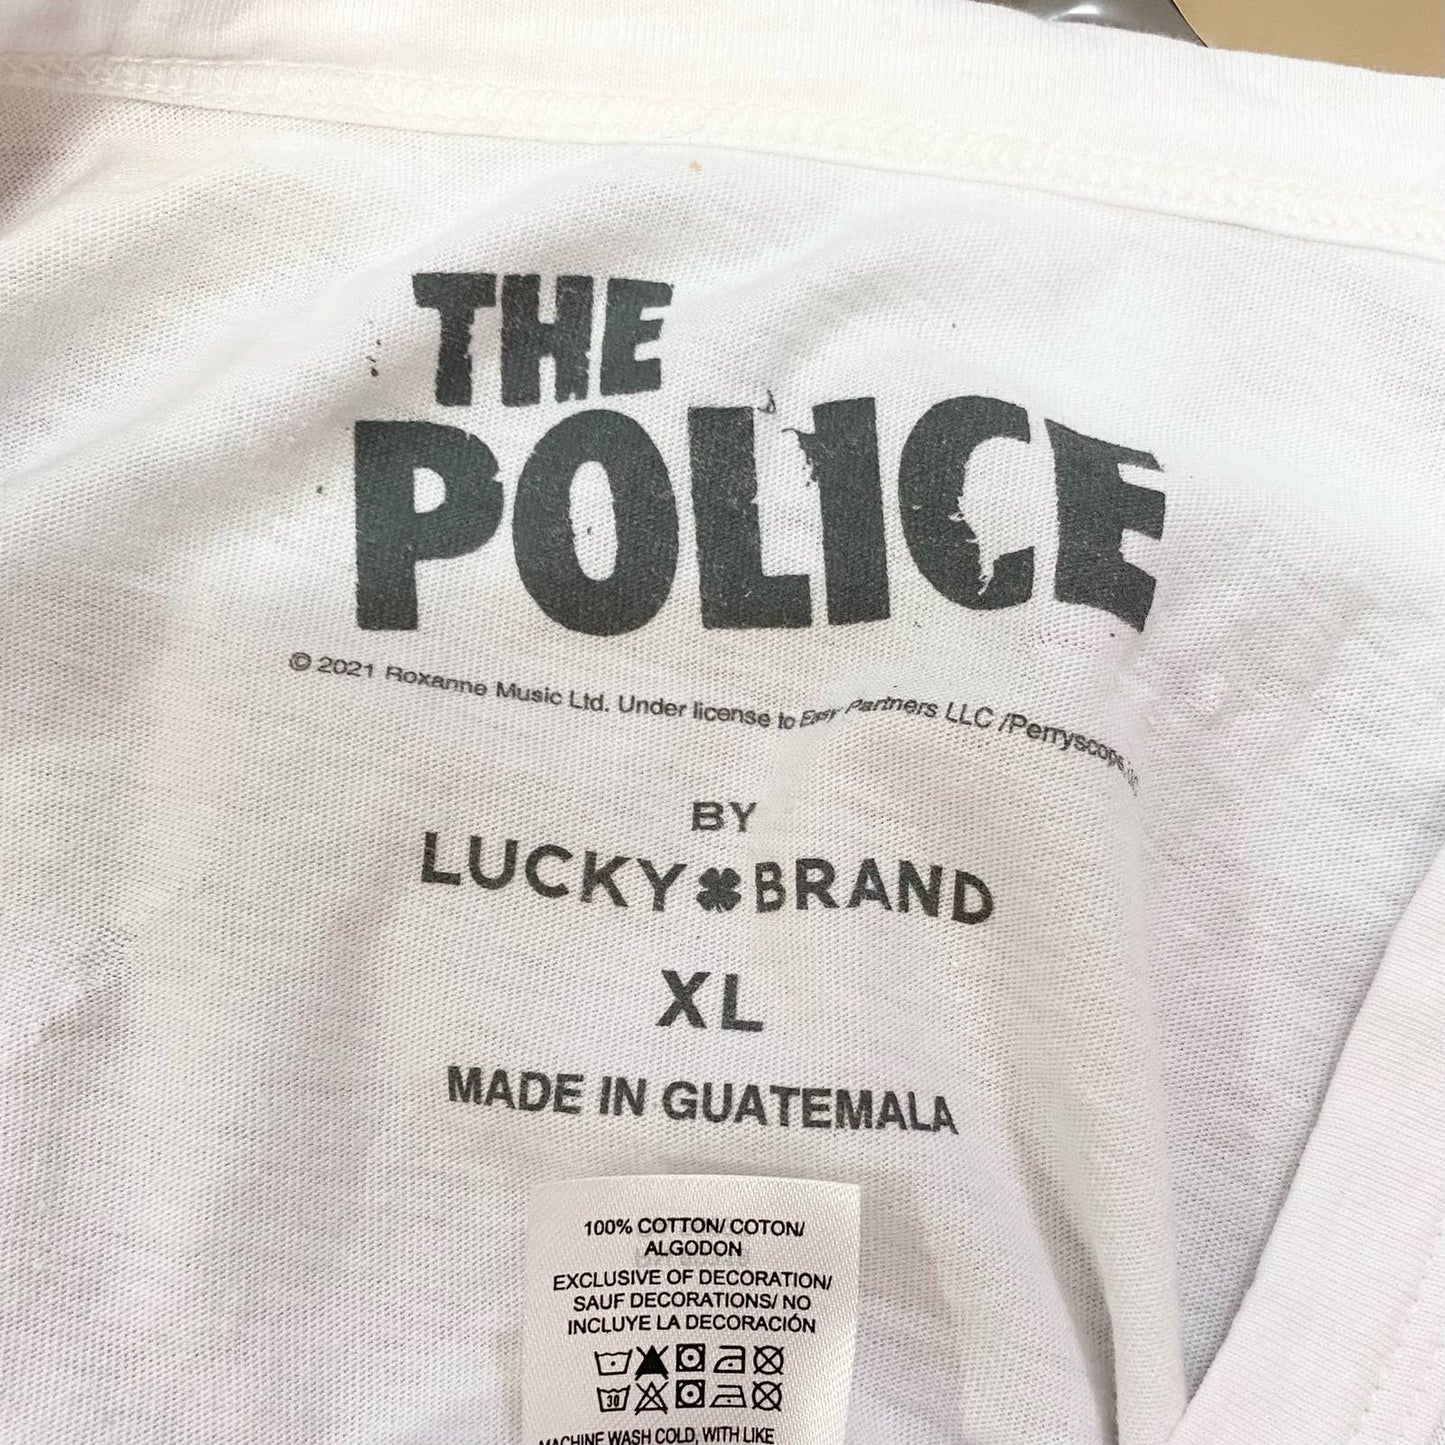 THE
POLICE
© 2021 Roxanne Music Ltd. Under license to Easy Partners LLC /Perryscope,
BY
LUCKY BRAND
XL
MADE IN GUATEMALA
100% COTTON/ COTON/
ALGODON
EXCLUSIVE OF DECORATION/
SAUF DECORATIONS/ NO
INCLUYE LA DECORACIÓN
30
MACHINE WASH COLD, WITH LIKE